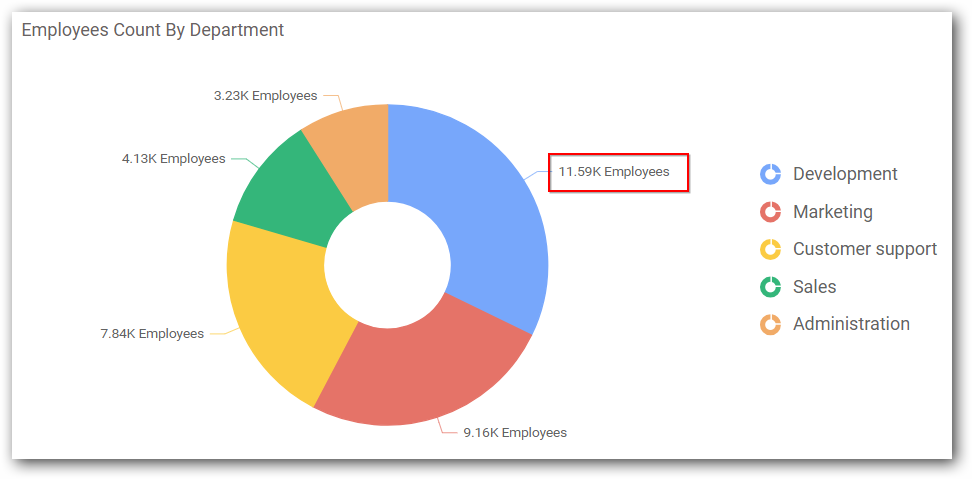 Employees Count By Department
3.23K Employees
4.13K Employees
11.59K Employees
7.84K Employees
9.16K Employees
Development
Marketing
Customer support
Sales
Administration